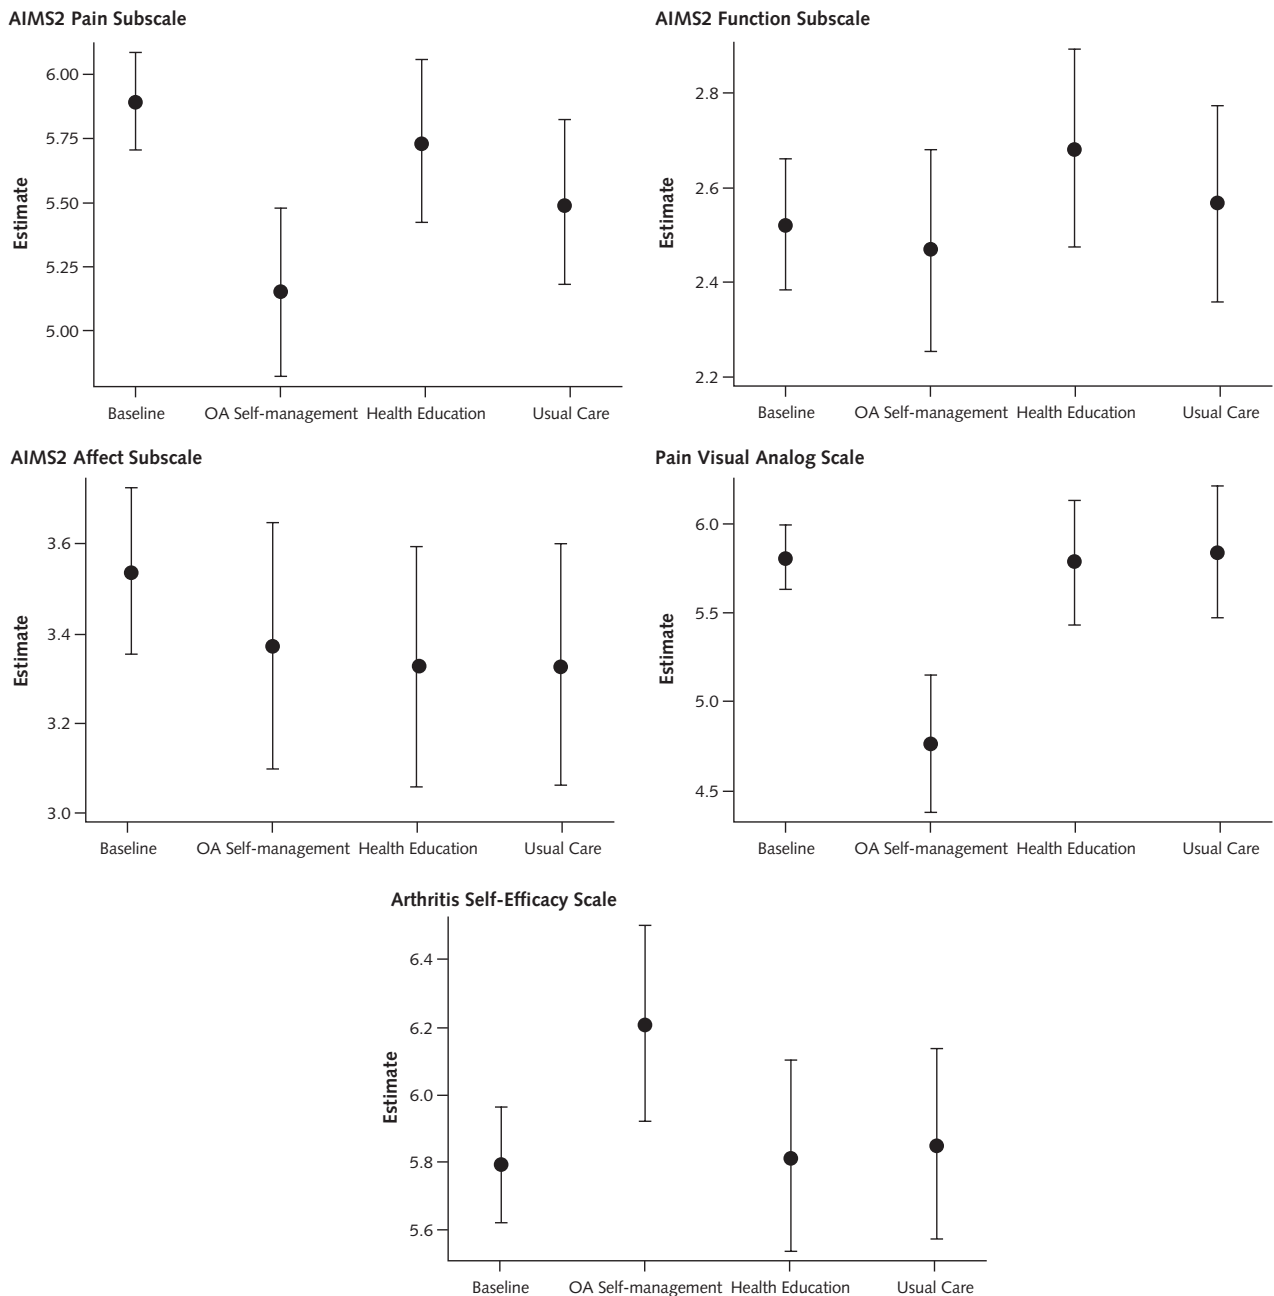 AIMS2 Pain Subscale
6.00
5.75
5.50
5.25
5.00
Estimate
Baseline OA Self-management Health Education Usual Care
AIMS2 Function Subscale
2.8
2.6
2.4
2.2
Estimate
Baseline OA Self-management Health Education Usual Care
AIMS2 Affect Subscale
3.6
3.4
3.2
3.0
Estimate
Baseline OA Self-management Health Education Usual Care
Pain Visual Analog Scale
6.0
5.5
5.0
4.5
Estimate
Baseline OA Self-management Health Education Usual Care
Arthritis Self-Efficacy Scale
6.4
6.2
6.0
5.8
5.6
Estimate
Baseline OA Self-management Health Education Usual Care